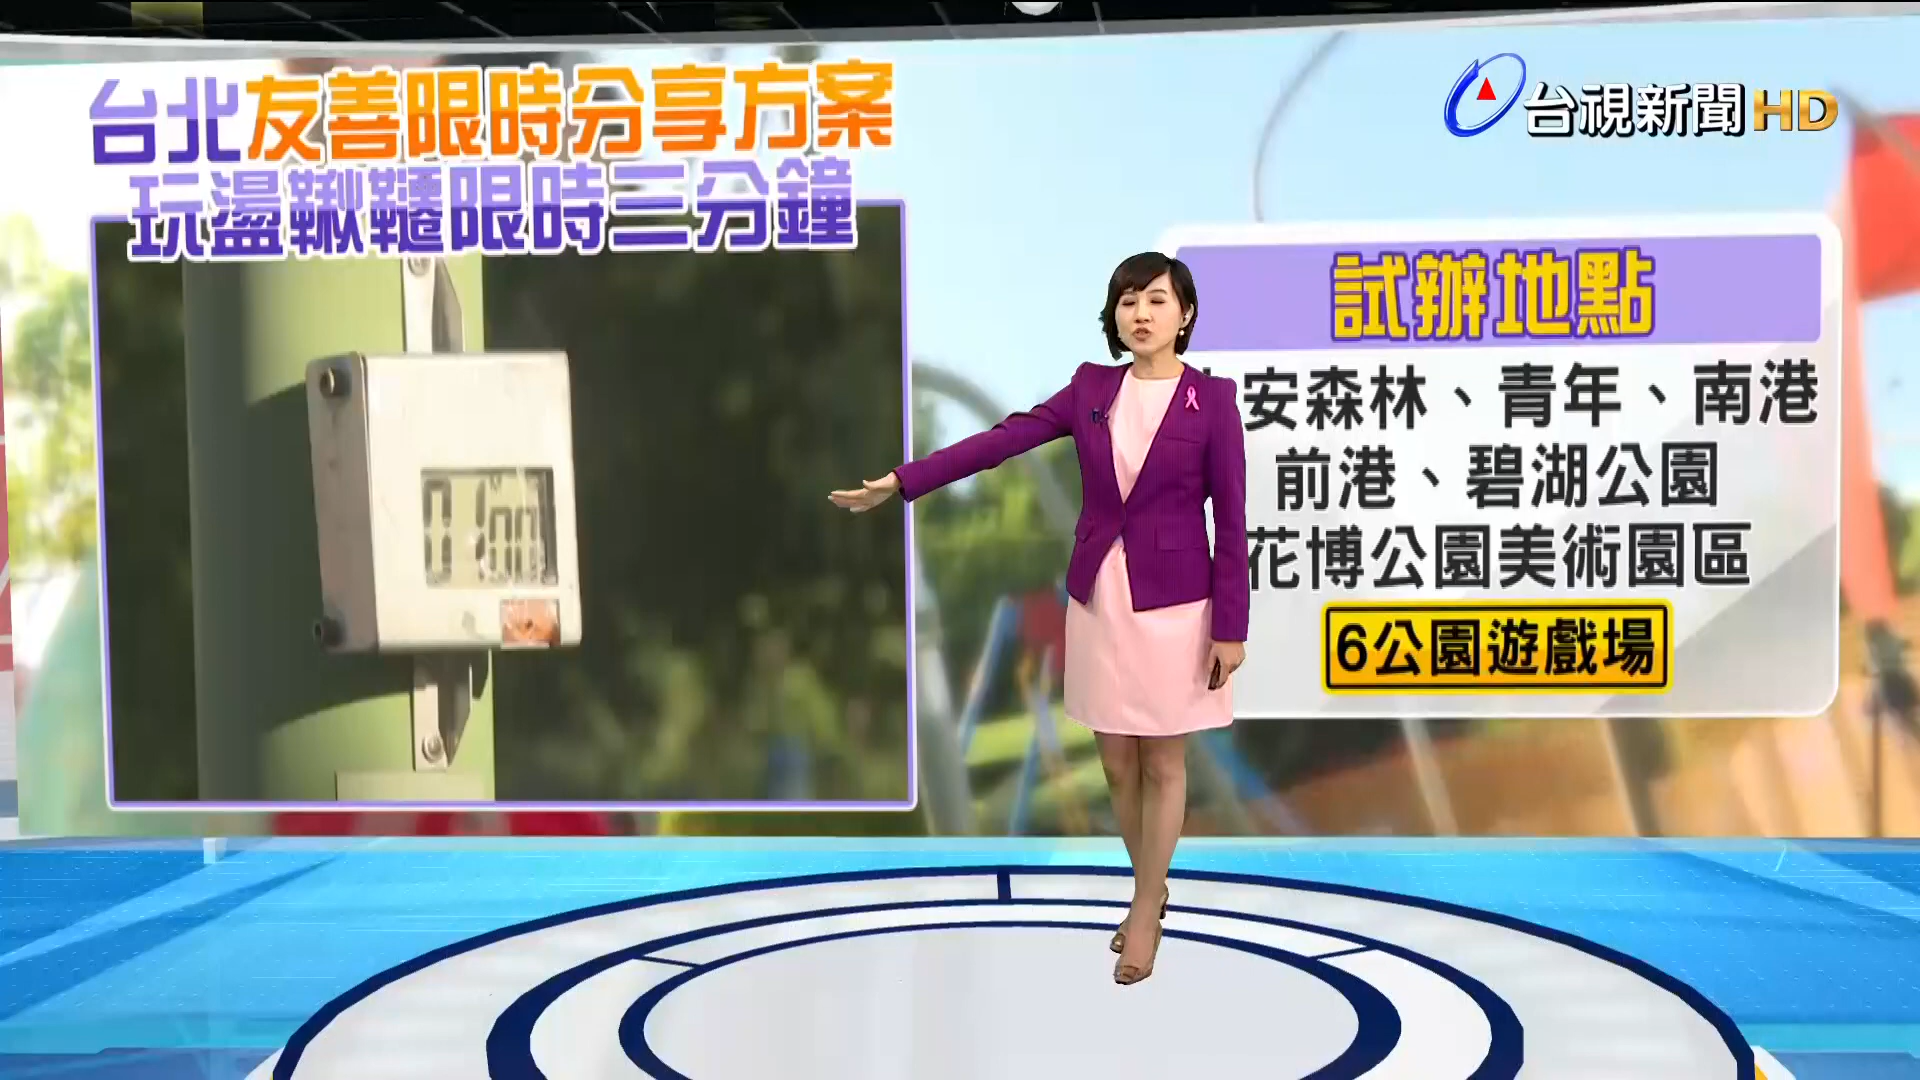 台北友善限時分享方案
玩盪鞦韆限時三分鐘
台視新聞HD
試辦地點
安森林、青年、南港
前港、碧湖公園
花博公園美術園區
6公園遊戲場
01:00